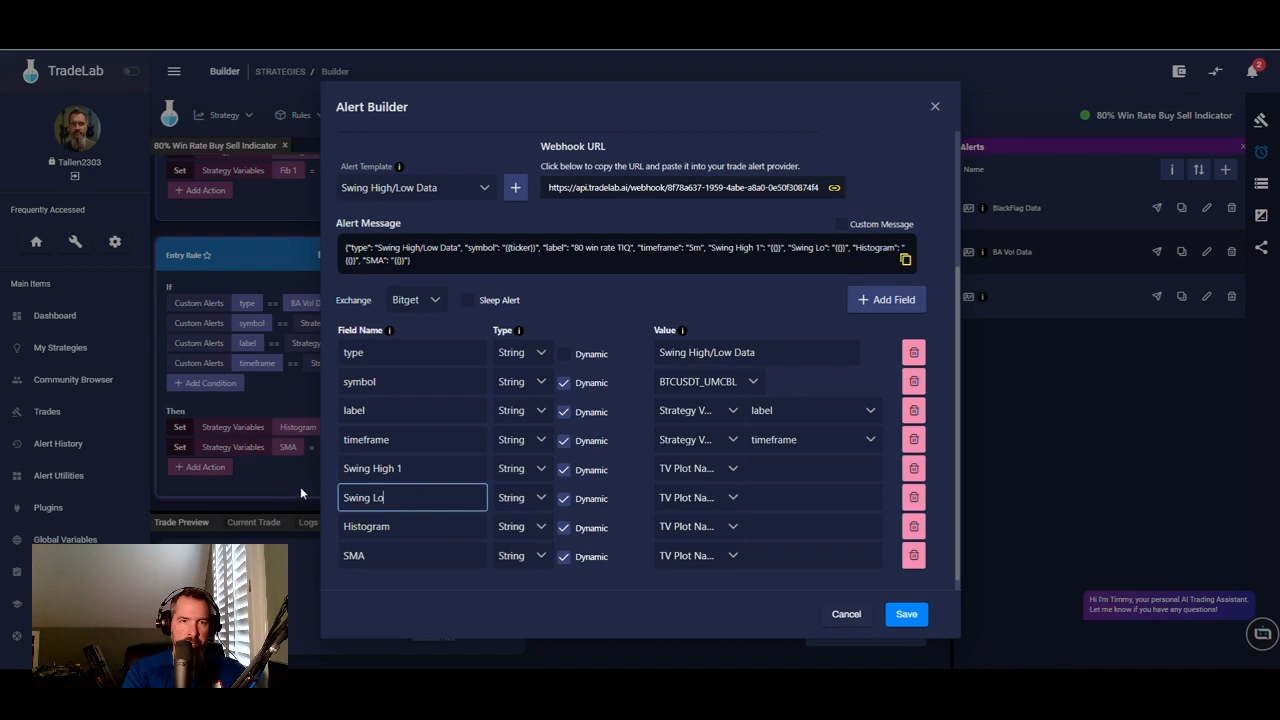 TradeLab
Builder
STRATEGIES / Builder
2
Tallen2303
Frequently Accessed
Main Items
Dashboard
My Strategies
Community Browser
Trades
Alert History
Alert Utilities
Plugins
Global Variables
Strategy
Rules
80% Win Rate Buy Sell Indicator ×
Set Strategy Variables Fib 1 =
+ Add Action
Entry Rule
If
Custom Alerts type == BA Vol D
Custom Alerts symbol == Strate
Custom Alerts label == Strategy
Custom Alerts timeframe == Str
+ Add Condition
Then
Set Strategy Variables Histogram
Set Strategy Variables SMA =
+ Add Action
Trade Preview Current Trade Logs
Alert Builder
Webhook URL
Click below to copy the URL and paste it into your trade alert provider.
Alert Template
Swing High/Low Data
https://api.tradelab.ai/webhook/8f78a637-1959-4abe-a8a0-0e50f30874f4
Alert Message
Custom Message
{"type": "Swing High/Low Data", "symbol": "{{ticker}}", "label": "80 win rate TIQ", "timeframe": "5m", "Swing High 1": "{{}}", "Swing Lo": "{{}}", "Histogram": "
{{}}", "SMA": "{{}}"}
Exchange Bitget Sleep Alert
+ Add Field
Field Name Type Value
type String Dynamic Swing High/Low Data
symbol String Dynamic BTCUSDT_UMCBL
label String Dynamic Strategy V... label
timeframe String Dynamic Strategy V... timeframe
Swing High 1 String Dynamic TV Plot Na...
Swing Lo String Dynamic TV Plot Na...
Histogram String Dynamic TV Plot Na...
SMA String Dynamic TV Plot Na...
Cancel
Save
80% Win Rate Buy Sell Indicator
Alerts
Name
BlackFlag Data
BA Vol Data
Hi I'm Timmy, your personal AI Trading Assistant.
Let me know if you have any questions!